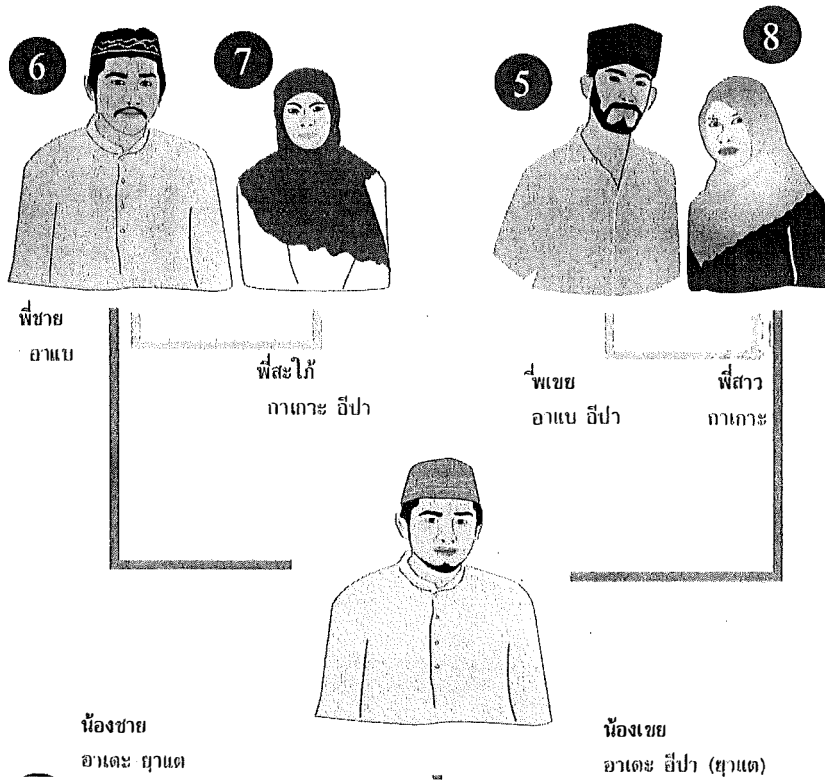 6
7
5
8
พี่ชาย
อาแบ
พี่สะใภ้
กาเกาะ อีปา
พี่เขย
อาแบ อีปา
พี่สาว
กาเกาะ
น้องชาย
อาเดะ ยาแต
น้องเขย
อาเดะ อีปา (ยาแต)